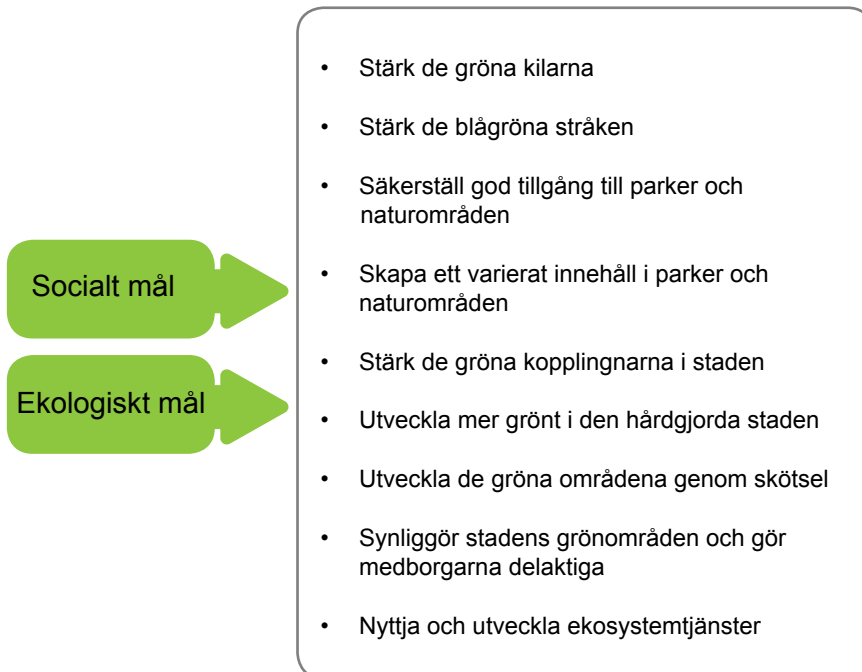 Socialt mål
Ekologiskt mål
• Stärk de gröna kilarna
• Stärk de blågröna stråken
• Säkerställ god tillgång till parker och
naturområden
• Skapa ett varierat innehåll i parker och
naturområden
• Stärk de gröna kopplingnarna i staden
• Utveckla mer grönt i den hårdgjorda staden
• Utveckla de gröna områdena genom skötsel
• Synliggör stadens grönområden och gör
medborgarna delaktiga
• Nyttja och utveckla ekosystemtjänster